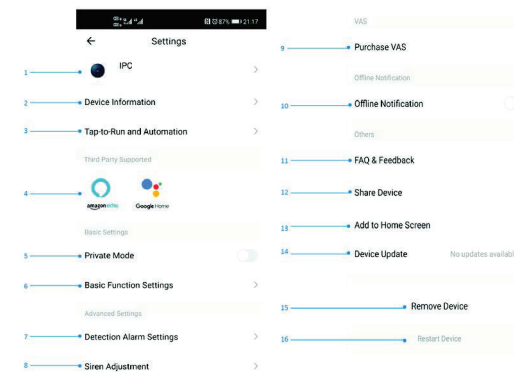 87% 21:17
Settings
1 IPC
2 Device Information
3 Tap-to-Run and Automation
Third Party Supported
4
amazon echo Google Home
Basic Settings
5 Private Mode
6 Basic Function Settings
Advanced Settings
7 Detection Alarm Settings
8 Siren Adjustment
VAS
9 Purchase VAS
Offline Notification
10 Offline Notification
Others
11 FAQ & Feedback
12 Share Device
13 Add to Home Screen
14 Device Update No updates availabl
15 Remove Device
16 Restart Device